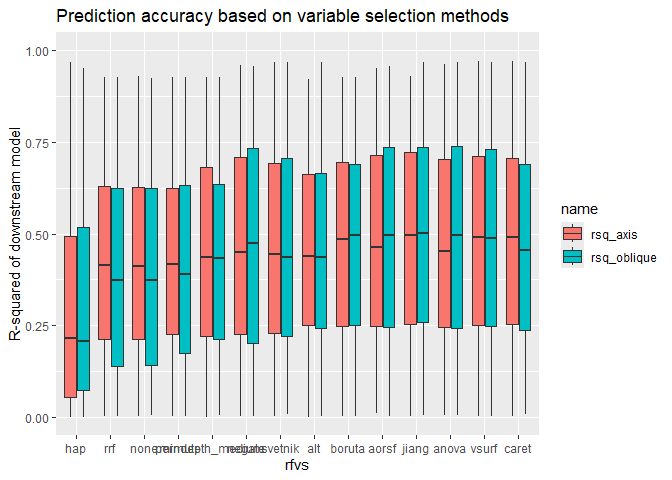 Prediction accuracy based on variable selection methods
R-squared of downstream model
1.00
0.75
0.50
0.25
0.00
hap rrf none alt boruta aorsf jiang anova vsurf caret
rfvs
name
rsq_axis
rsq_oblique